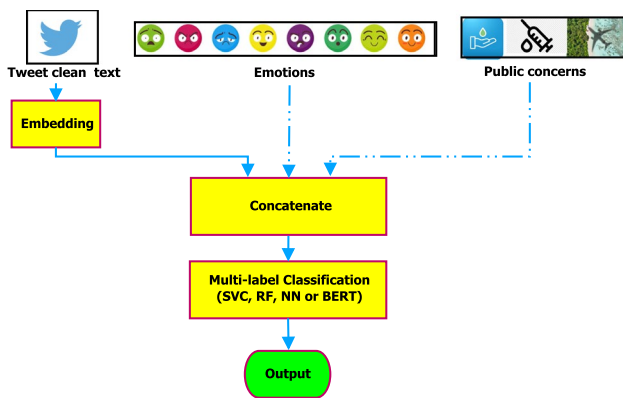 Tweet clean text
Emotions
Public concerns
Embedding
Concatenate
Multi-label Classification
(SVC, RF, NN or BERT)
Output